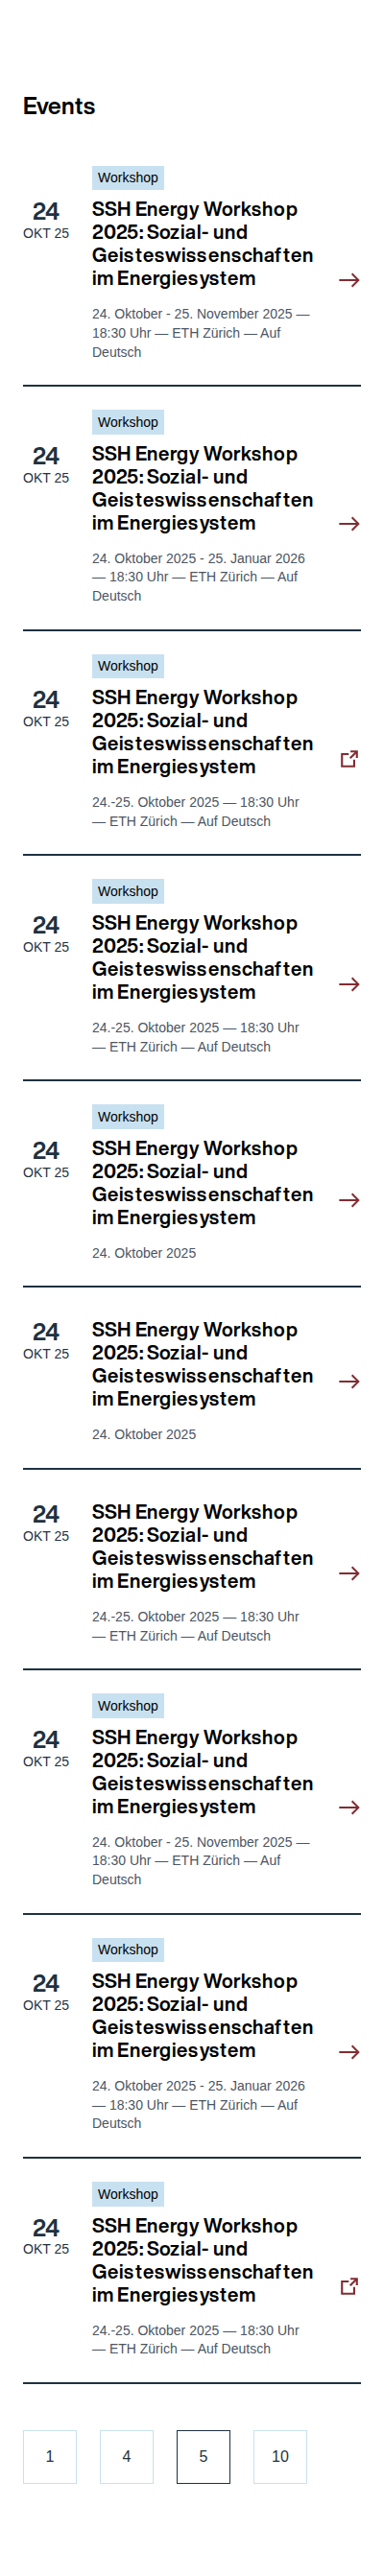 Events
Workshop
24
OKT 25
SSH Energy Workshop
2025: Sozial- und
Geisteswissenschaften
im Energiesystem
24. Oktober - 25. November 2025 —
18:30 Uhr — ETH Zürich — Auf
Deutsch
Workshop
24
OKT 25
SSH Energy Workshop
2025: Sozial- und
Geisteswissenschaften
im Energiesystem
24. Oktober 2025 - 25. Januar 2026
— 18:30 Uhr — ETH Zürich — Auf
Deutsch
Workshop
24
OKT 25
SSH Energy Workshop
2025: Sozial- und
Geisteswissenschaften
im Energiesystem
24.-25. Oktober 2025 — 18:30 Uhr
— ETH Zürich — Auf Deutsch
Workshop
24
OKT 25
SSH Energy Workshop
2025: Sozial- und
Geisteswissenschaften
im Energiesystem
24.-25. Oktober 2025 — 18:30 Uhr
— ETH Zürich — Auf Deutsch
Workshop
24
OKT 25
SSH Energy Workshop
2025: Sozial- und
Geisteswissenschaften
im Energiesystem
24. Oktober 2025
24
OKT 25
SSH Energy Workshop
2025: Sozial- und
Geisteswissenschaften
im Energiesystem
24. Oktober 2025
24
OKT 25
SSH Energy Workshop
2025: Sozial- und
Geisteswissenschaften
im Energiesystem
24.-25. Oktober 2025 — 18:30 Uhr
— ETH Zürich — Auf Deutsch
Workshop
24
OKT 25
SSH Energy Workshop
2025: Sozial- und
Geisteswissenschaften
im Energiesystem
24. Oktober - 25. November 2025 —
18:30 Uhr — ETH Zürich — Auf
Deutsch
Workshop
24
OKT 25
SSH Energy Workshop
2025: Sozial- und
Geisteswissenschaften
im Energiesystem
24. Oktober 2025 - 25. Januar 2026
— 18:30 Uhr — ETH Zürich — Auf
Deutsch
Workshop
24
OKT 25
SSH Energy Workshop
2025: Sozial- und
Geisteswissenschaften
im Energiesystem
24.-25. Oktober 2025 — 18:30 Uhr
— ETH Zürich — Auf Deutsch
1 4 5 10